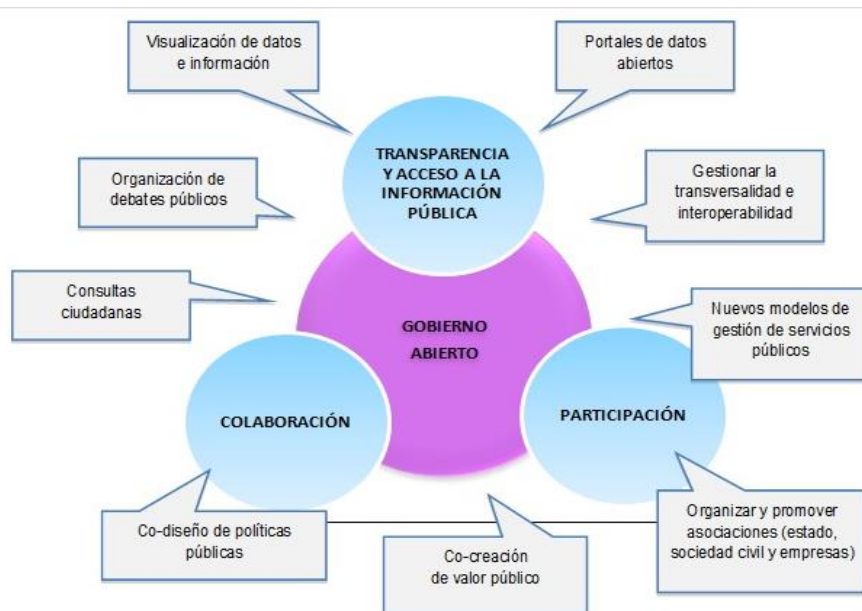 Visualización de datos
e información
Portales de datos
abiertos
TRANSPARENCIA
Y ACCESO A LA
INFORMACIÓN
PÚBLICA
Organización de
debates públicos
Gestionar la
transversalidad e
interoperabilidad
Consultas
ciudadanas
GOBIERNO
ABIERTO
Nuevos modelos de
gestión de servicios
públicos
COLABORACIÓN
PARTICIPACIÓN
Co-diseño de políticas
públicas
Co-creación
de valor público
Organizar y promover
asociaciones (estado,
sociedad civil y empresas)